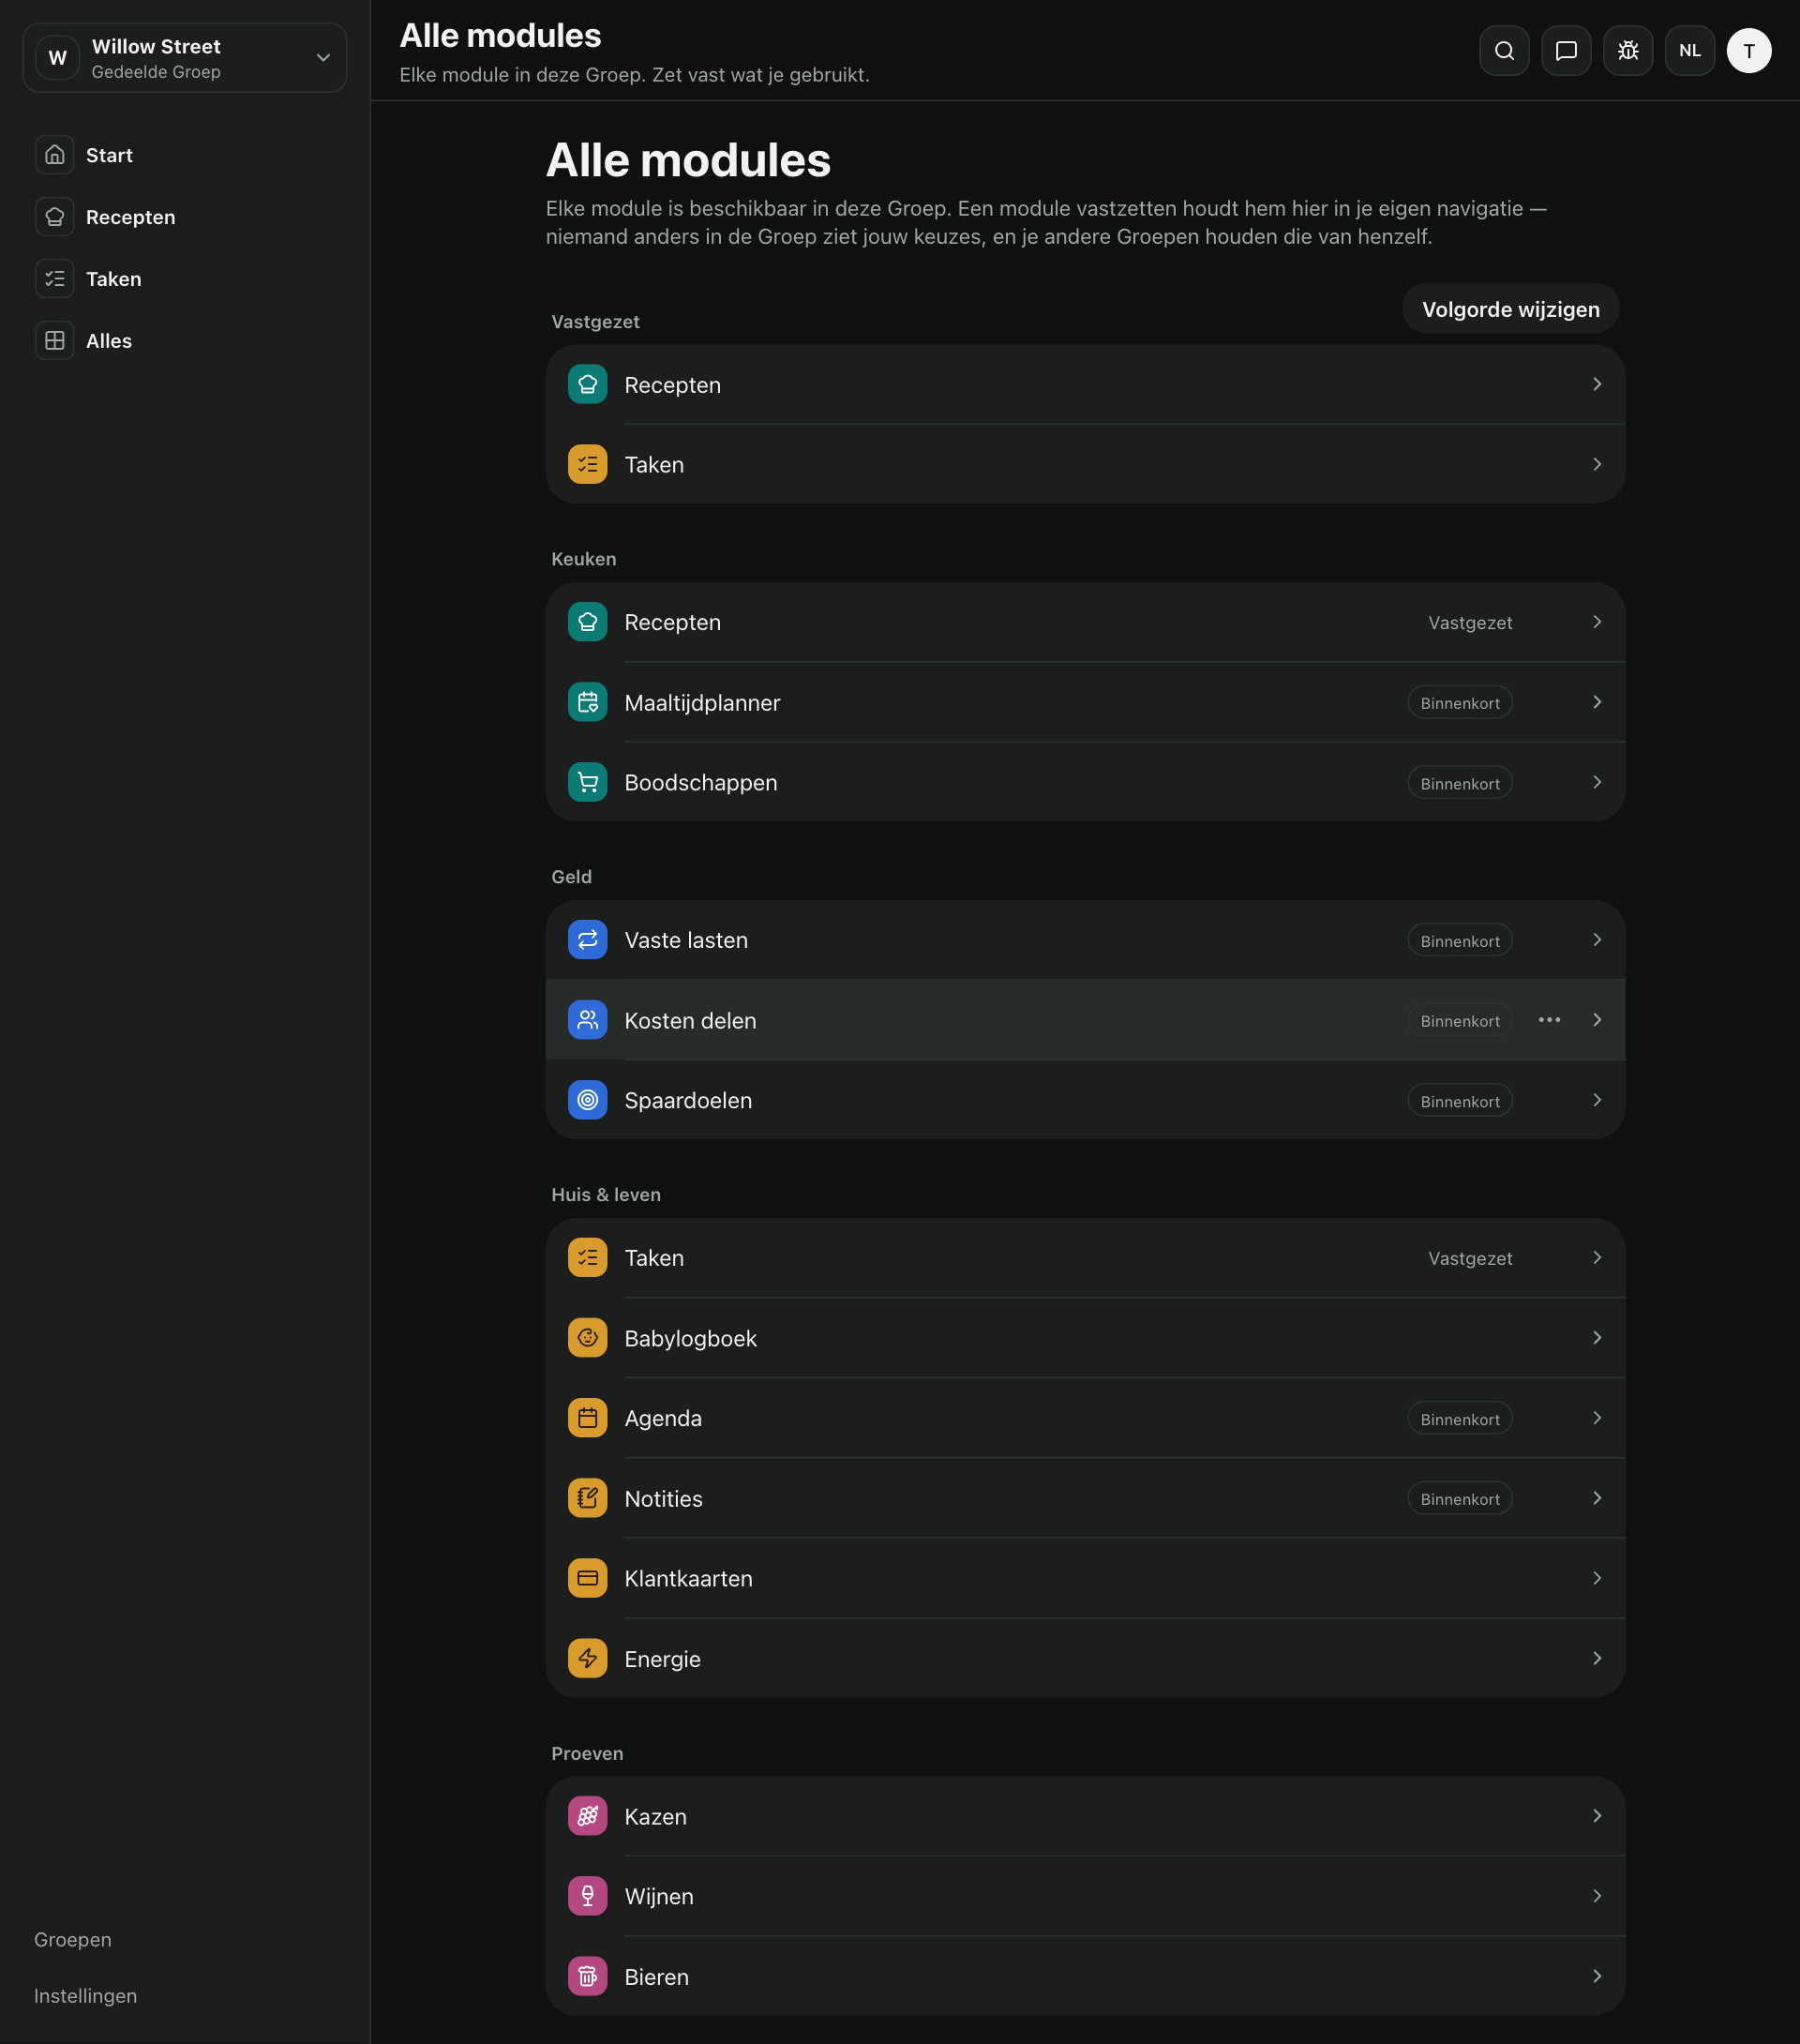 W
Willow Street
Gedeelde Groep
Start
Recepten
Taken
Alles
Groepen
Instellingen
Alle modules
Elke module in deze Groep. Zet vast wat je gebruikt.
NL
T
Alle modules
Elke module is beschikbaar in deze Groep. Een module vastzetten houdt hem hier in je eigen navigatie —
niemand anders in de Groep ziet jouw keuzes, en je andere Groepen houden die van henzelf.
Vastgezet
Volgorde wijzigen
Recepten
Taken
Keuken
Recepten Vastgezet
Maaltijdplanner Binnenkort
Boodschappen Binnenkort
Geld
Vaste lasten Binnenkort
Kosten delen Binnenkort
Spaardoelen Binnenkort
Huis & leven
Taken Vastgezet
Babylogboek
Agenda Binnenkort
Notities Binnenkort
Klantkaarten
Energie
Proeven
Kazen
Wijnen
Bieren